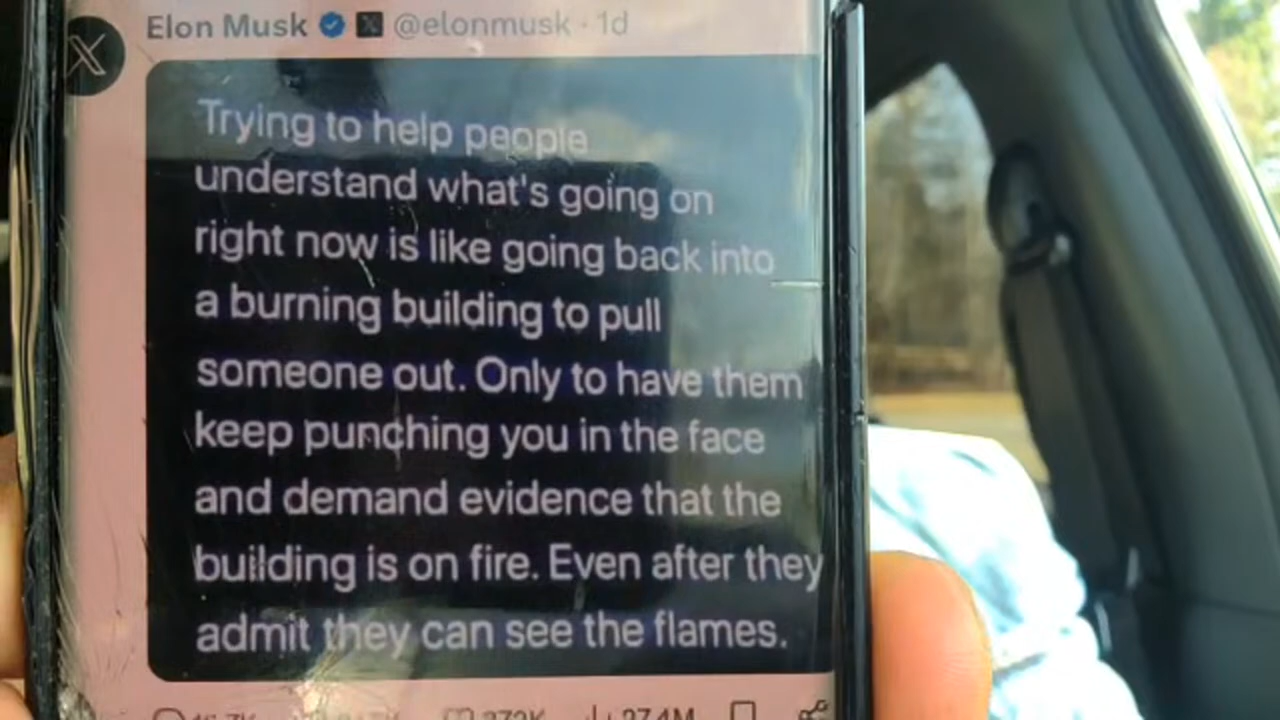 Elon Musk @elonmusk · 1d
Trying to help people
understand what's going on
right now is like going back into
a burning building to pull
someone out. Only to have them
keep punching you in the face
and demand evidence that the
building is on fire. Even after they
admit they can see the flames.